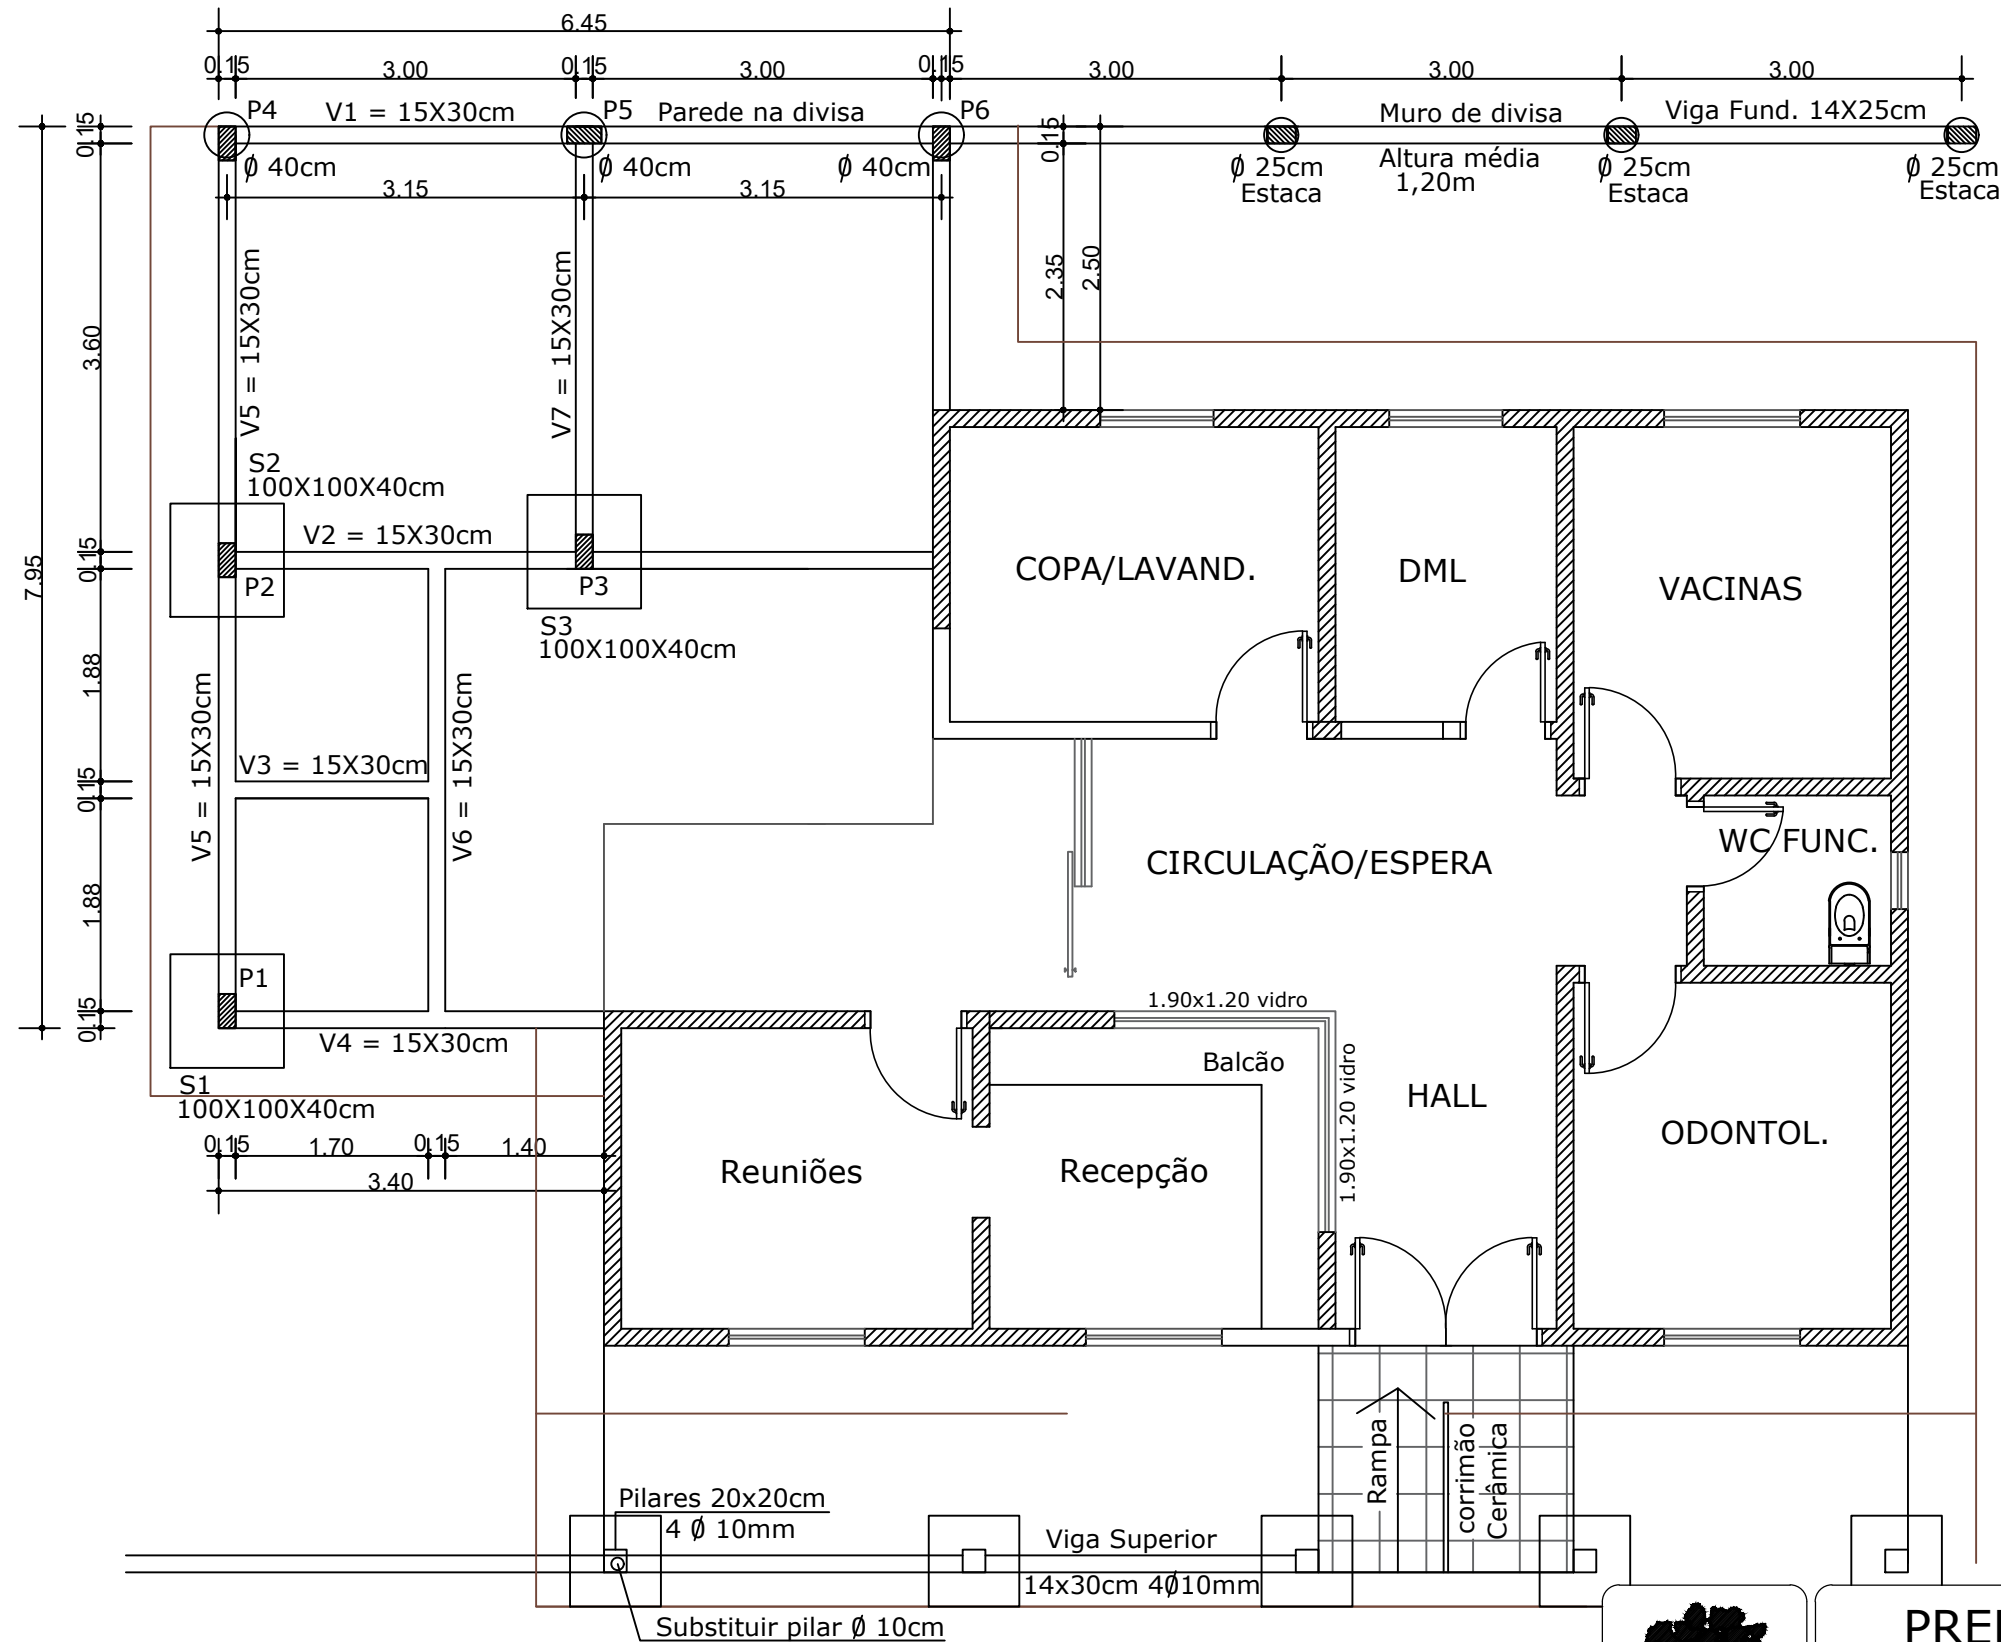 6.45
0.15
3.00
0.15
3.00
0.15
3.00
3.00
3.00
P4
V1 = 15X30cm
P5
Parede na divisa
P6
Muro de divisa
Viga Fund. 14X25cm
0.15
0.15
Ø 40cm
Ø 40cm
Ø 40cm
Ø 25cm
Estaca
Altura média
1,20m
Ø 25cm
Estaca
Ø 25cm
Estaca
3.15
3.15
V5 = 15X30cm
V7 = 15X30cm
2.35
2.50
3.60
S2
100X100X40cm
V2 = 15X30cm
0.15
7.95
P2
P3
S3
100X100X40cm
COPA/LAVAND.
DML
VACINAS
1.88
V5 = 15X30cm
V6 = 15X30cm
V3 = 15X30cm
0.15
CIRCULAÇÃO/ESPERA
WC FUNC.
1.88
P1
0.15
V4 = 15X30cm
1.90x1.20 vidro
Balcão
1.90x1.20 vidro
HALL
ODONTOL.
S1
100X100X40cm
0.15
1.70
0.15
1.40
3.40
Reuniões
Recepção
Rampa
corrimão
Cerâmica
Pilares 20x20cm
4 Ø 10mm
Viga Superior
14x30cm 4Ø10mm
Substituir pilar Ø 10cm